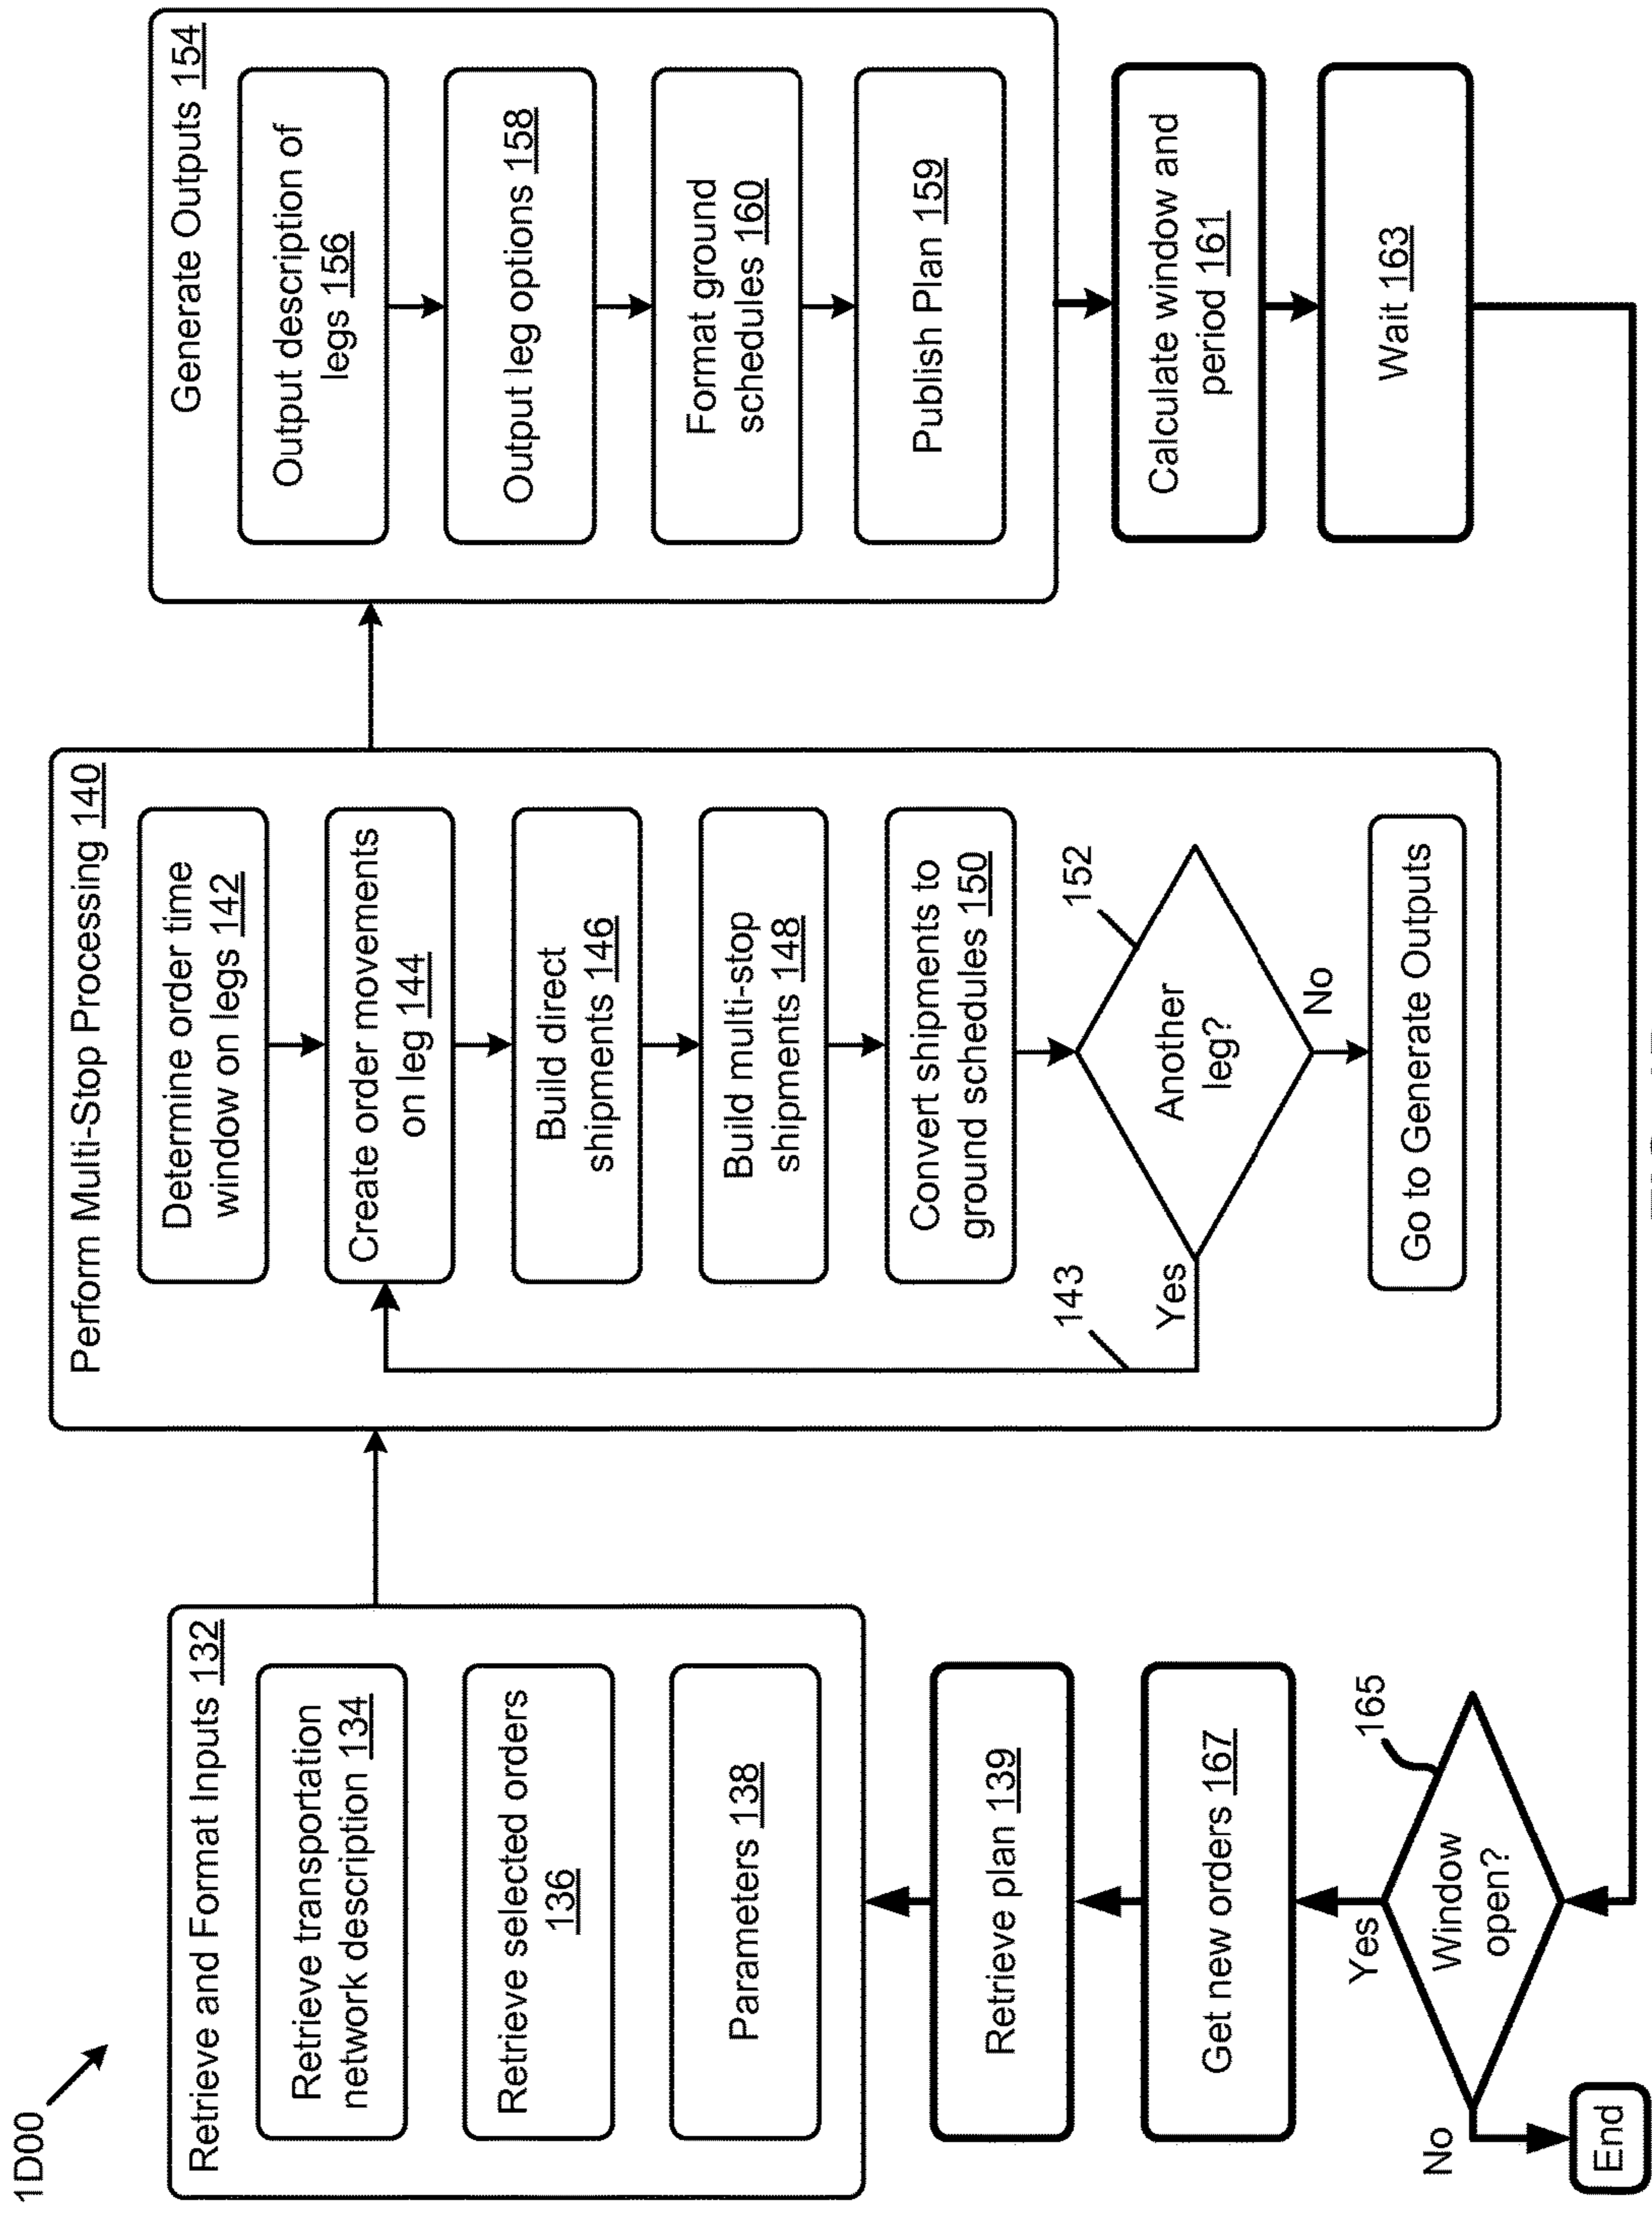 1D00
Retrieve and Format Inputs 132
Retrieve transportation
network description 134
Retrieve selected orders
136
Parameters 138
Retrieve plan 139
Get new orders 167
Window
open?
165
Yes
No
End
Perform Multi-Stop Processing 140
Determine order time
window on legs 142
Create order movements
on leg 144
Build direct
shipments 146
Build multi-stop
shipments 148
Convert shipments to
ground schedules 150
143
152
Another
leg?
Yes
No
Go to Generate Outputs
Generate Outputs 154
Output description of
legs 156
Output leg options 158
Format ground
schedules 160
Publish Plan 159
Calculate window and
period 161
Wait 163